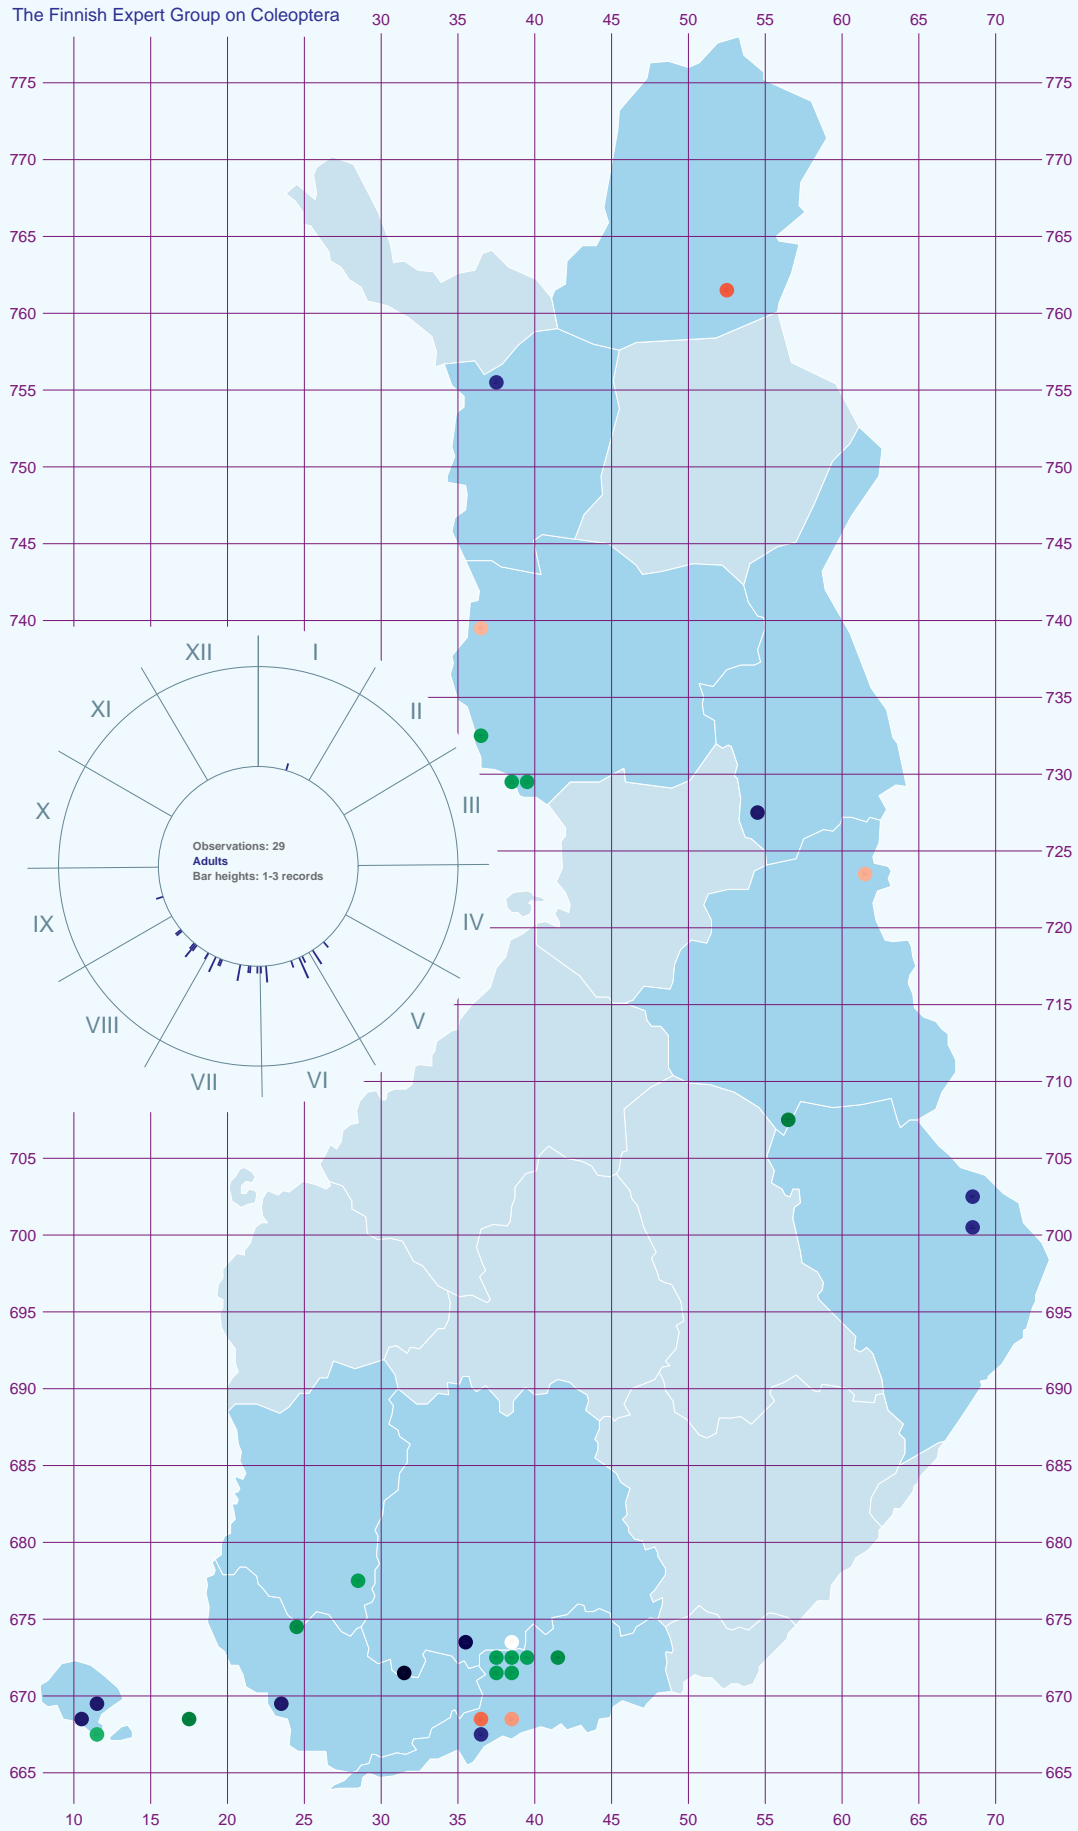 The Finnish Expert Group on Coleoptera
30 35 40 45 50 55 60 65 70
775 775
770 770
765 765
760 760
755 755
750 750
745 745
740 740
XII I
XI II
735
730
X III
Observations: 29
Adults
Bar heights: 1-3 records
725
IX IV
720
715
VIII V
VII VI
710
705 705
700 700
695 695
690 690
685 685
680 680
675 675
670 670
665 665
10 15 20 25 30 35 40 45 50 55 60 65 70